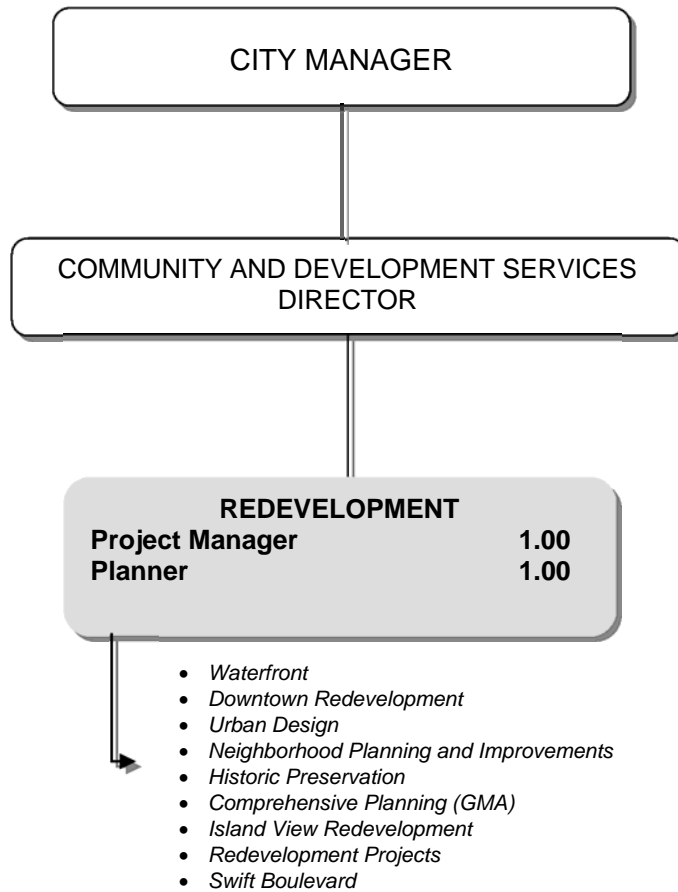 CITY MANAGER
COMMUNITY AND DEVELOPMENT SERVICES
DIRECTOR
REDEVELOPMENT
Project Manager 1.00
Planner 1.00
• Waterfront
• Downtown Redevelopment
• Urban Design
• Neighborhood Planning and Improvements
• Historic Preservation
• Comprehensive Planning (GMA)
• Island View Redevelopment
• Redevelopment Projects
• Swift Boulevard